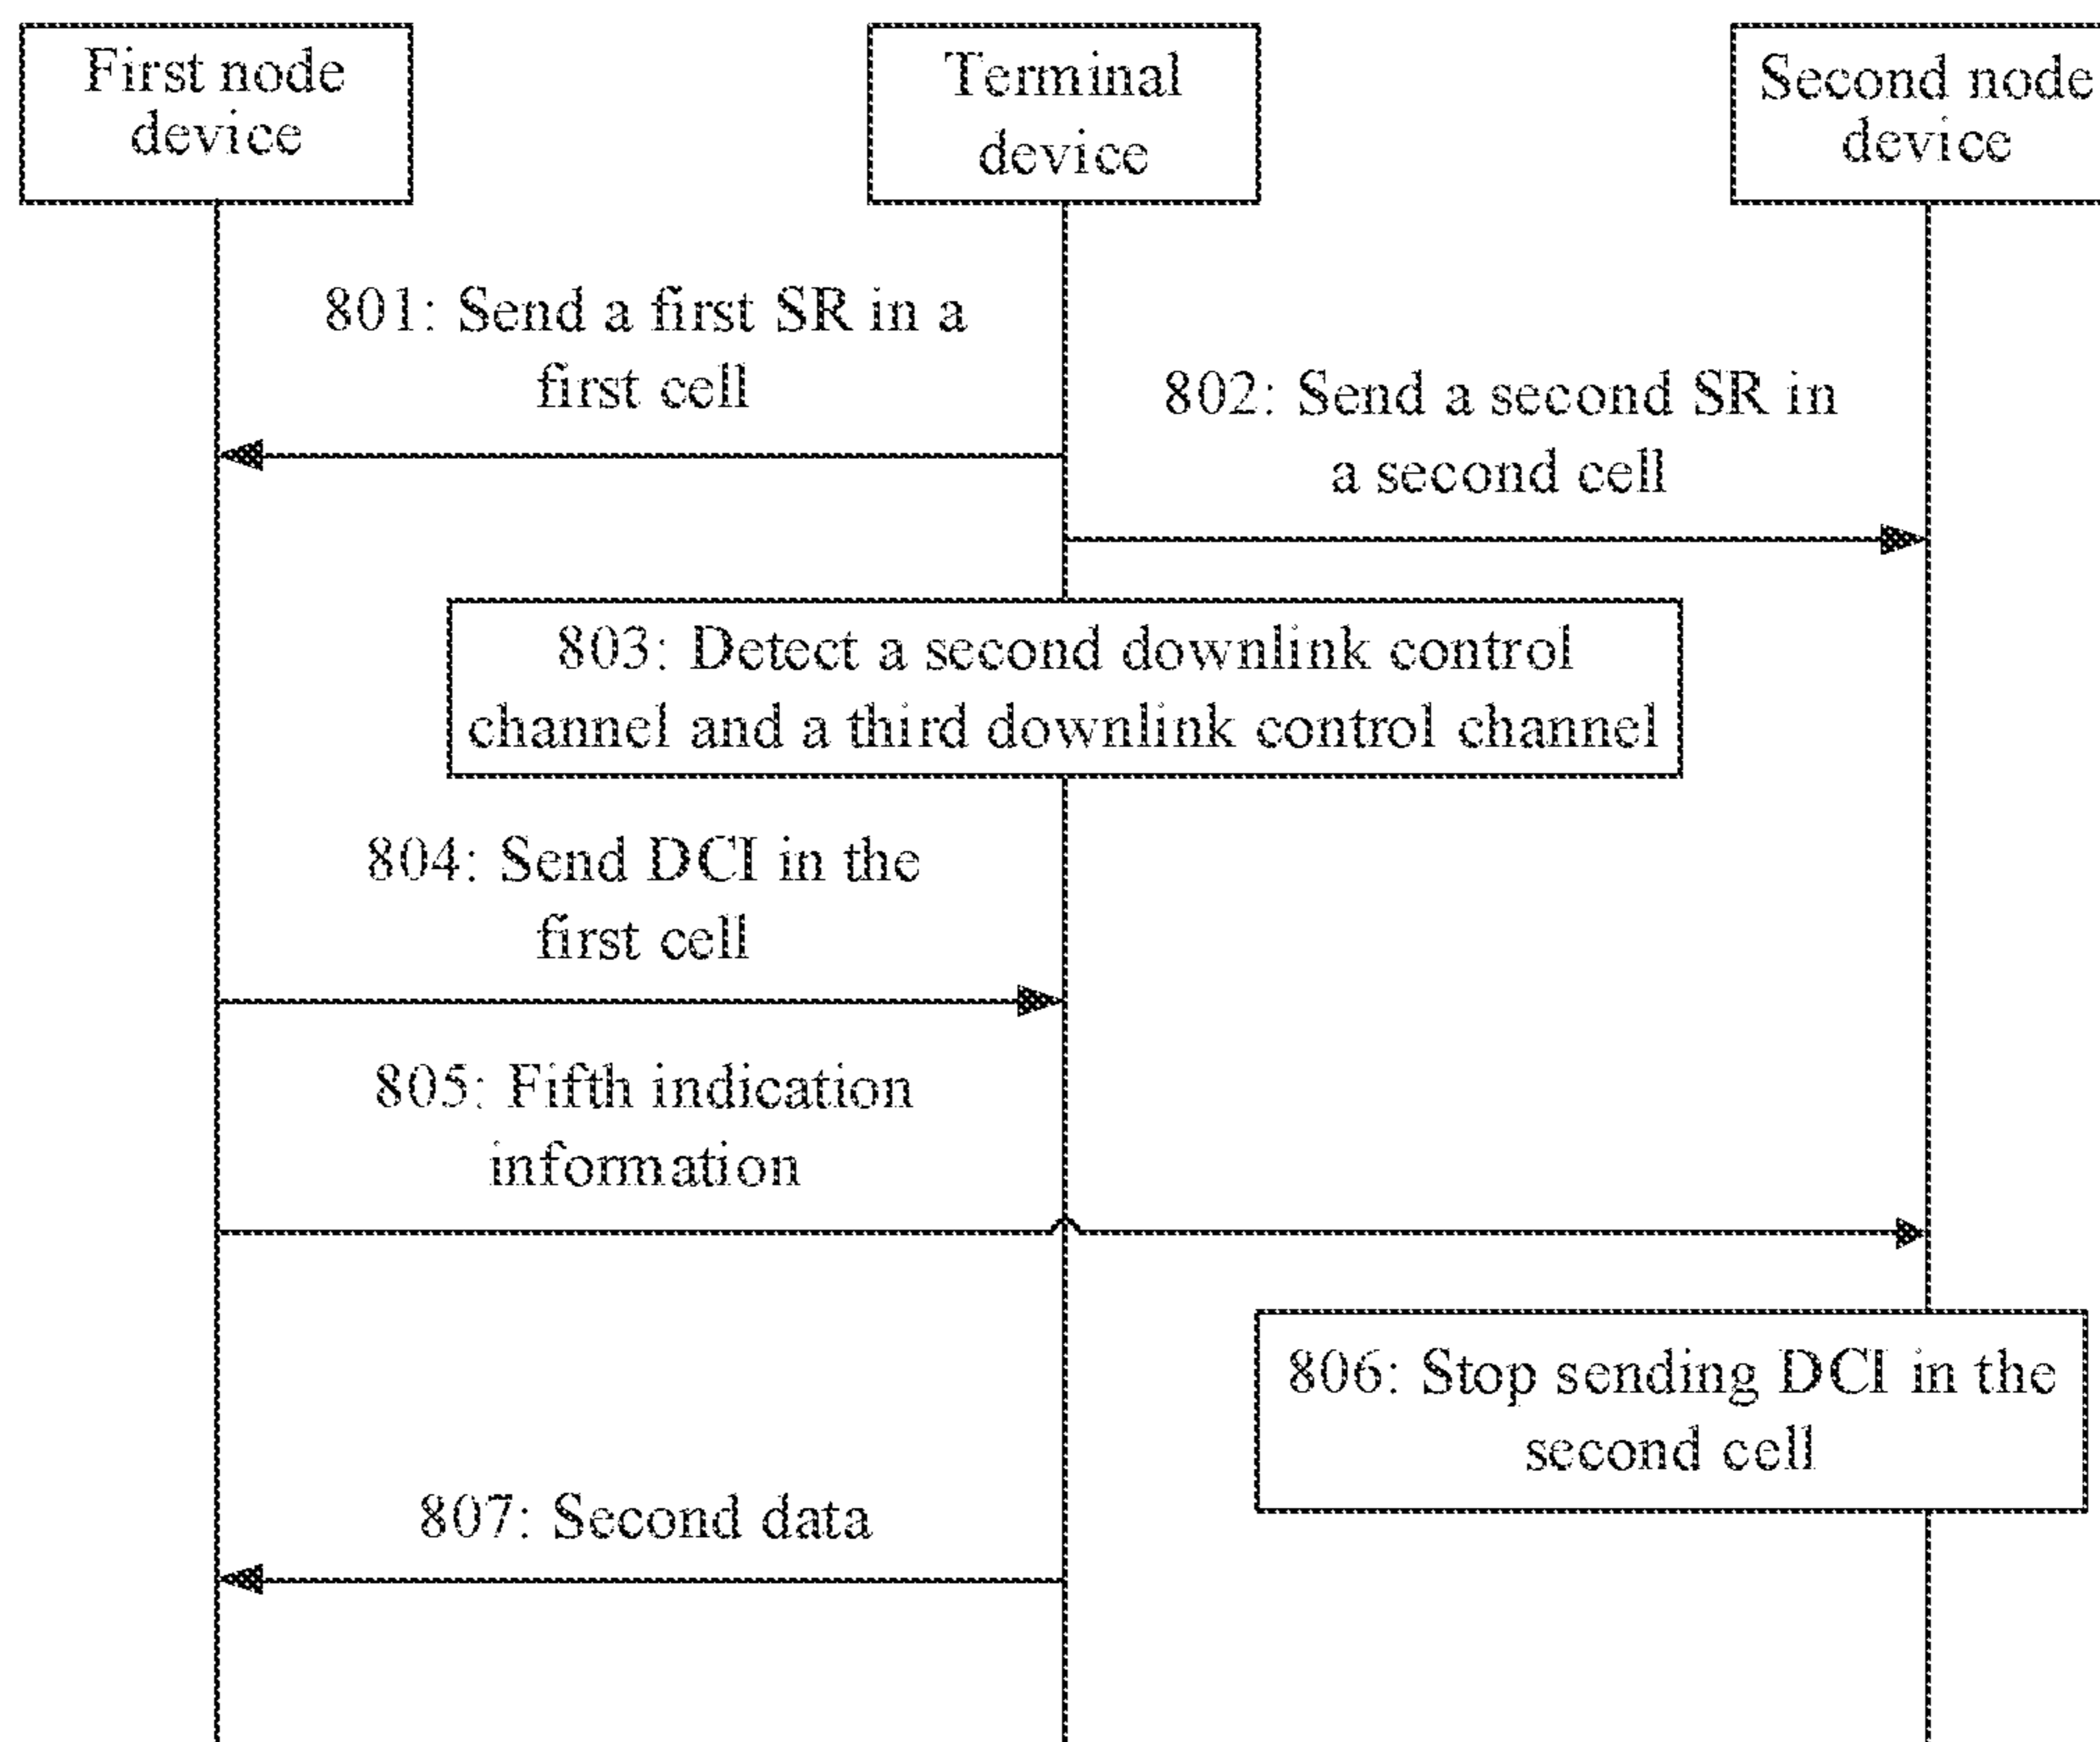 First node
device
Terminal
device
Second node
device
801: Send a first SR in a
first cell
802: Send a second SR in
a second cell
803: Detect a second downlink control
channel and a third downlink control channel
804: Send DCI in the
first cell
805: Fifth indication
information
806: Stop sending DCI in the
second cell
807: Second data